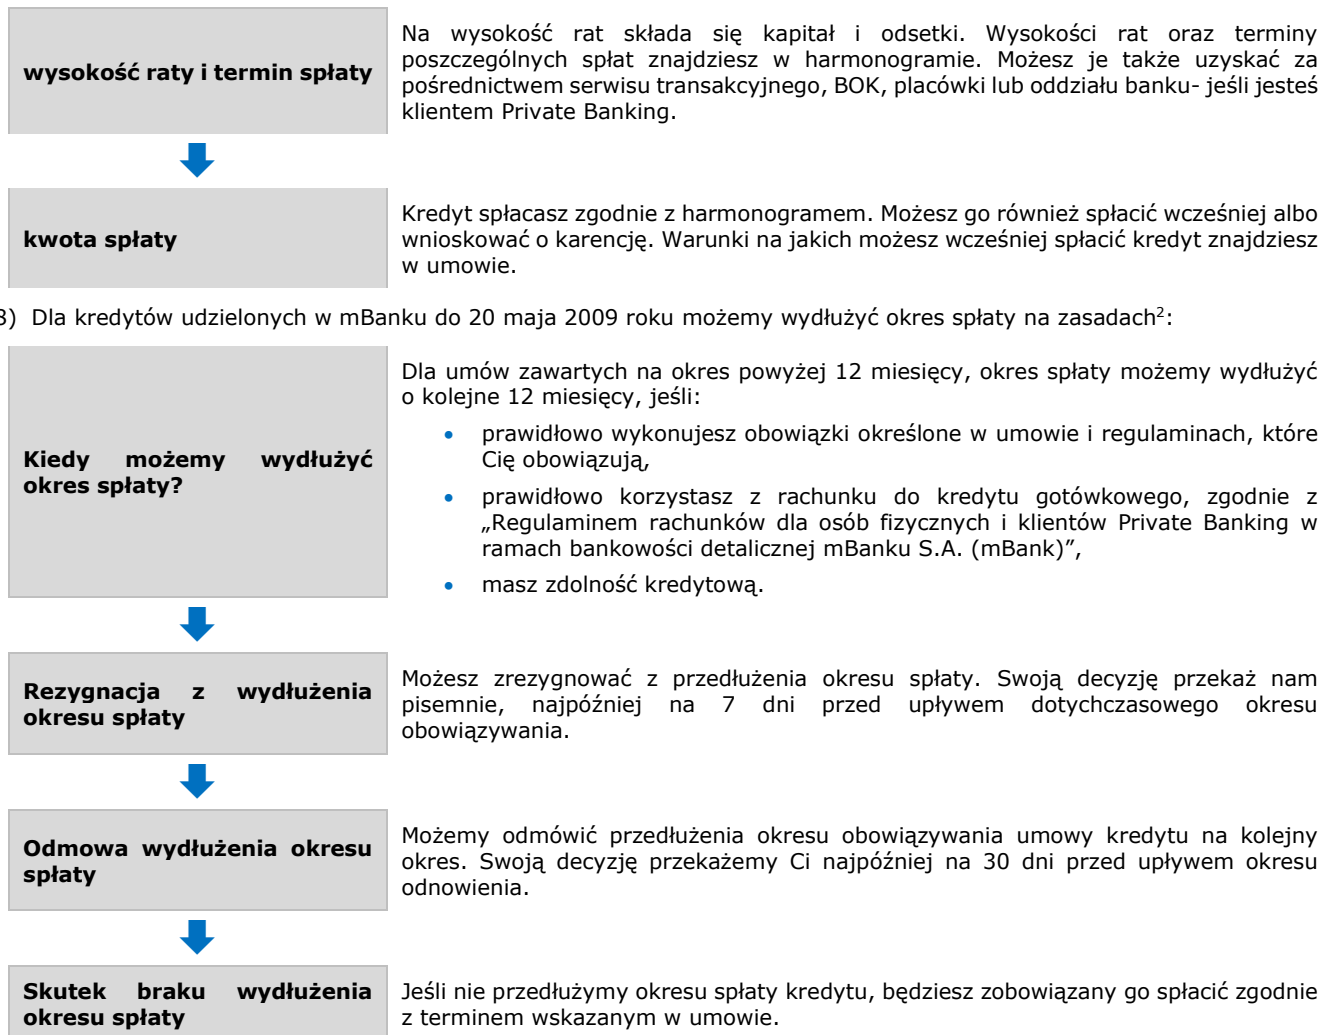 wysokość raty i termin spłaty
Na wysokość rat składa się kapitał i odsetki. Wysokości rat oraz terminy
poszczególnych spłat znajdziesz w harmonogramie. Możesz je także uzyskać za
pośrednictwem serwisu transakcyjnego, BOK, placówki lub oddziału banku- jeśli jesteś
klientem Private Banking.
kwota spłaty
Kredyt spłacasz zgodnie z harmonogramem. Możesz go również spłacić wcześniej albo
wnioskować o karencję. Warunki na jakich możesz wcześniej spłacić kredyt znajdziesz
w umowie.
3) Dla kredytów udzielonych w mBanku do 20 maja 2009 roku możemy wydłużyć okres spłaty na zasadach²:
Kiedy możemy wydłużyć
okres spłaty?
Dla umów zawartych na okres powyżej 12 miesięcy, okres spłaty możemy wydłużyć
o kolejne 12 miesięcy, jeśli:
• prawidłowo wykonujesz obowiązki określone w umowie i regulaminach, które
Cię obowiązują,
• prawidłowo korzystasz z rachunku do kredytu gotówkowego, zgodnie z
„Regulaminem rachunków dla osób fizycznych i klientów Private Banking w
ramach bankowości detalicznej mBanku S.A. (mBank)”,
• masz zdolność kredytową.
Rezygnacja z wydłużenia
okresu spłaty
Możesz zrezygnować z przedłużenia okresu spłaty. Swoją decyzję przekaż nam
pisemnie, najpóźniej na 7 dni przed upływem dotychczasowego okresu
obowiązywania.
Odmowa wydłużenia okresu
spłaty
Możemy odmówić przedłużenia okresu obowiązywania umowy kredytu na kolejny
okres. Swoją decyzję przekażemy Ci najpóźniej na 30 dni przed upływem okresu
odnowienia.
Skutek braku wydłużenia
okresu spłaty
Jeśli nie przedłużymy okresu spłaty kredytu, będziesz zobowiązany go spłacić zgodnie
z terminem wskazanym w umowie.